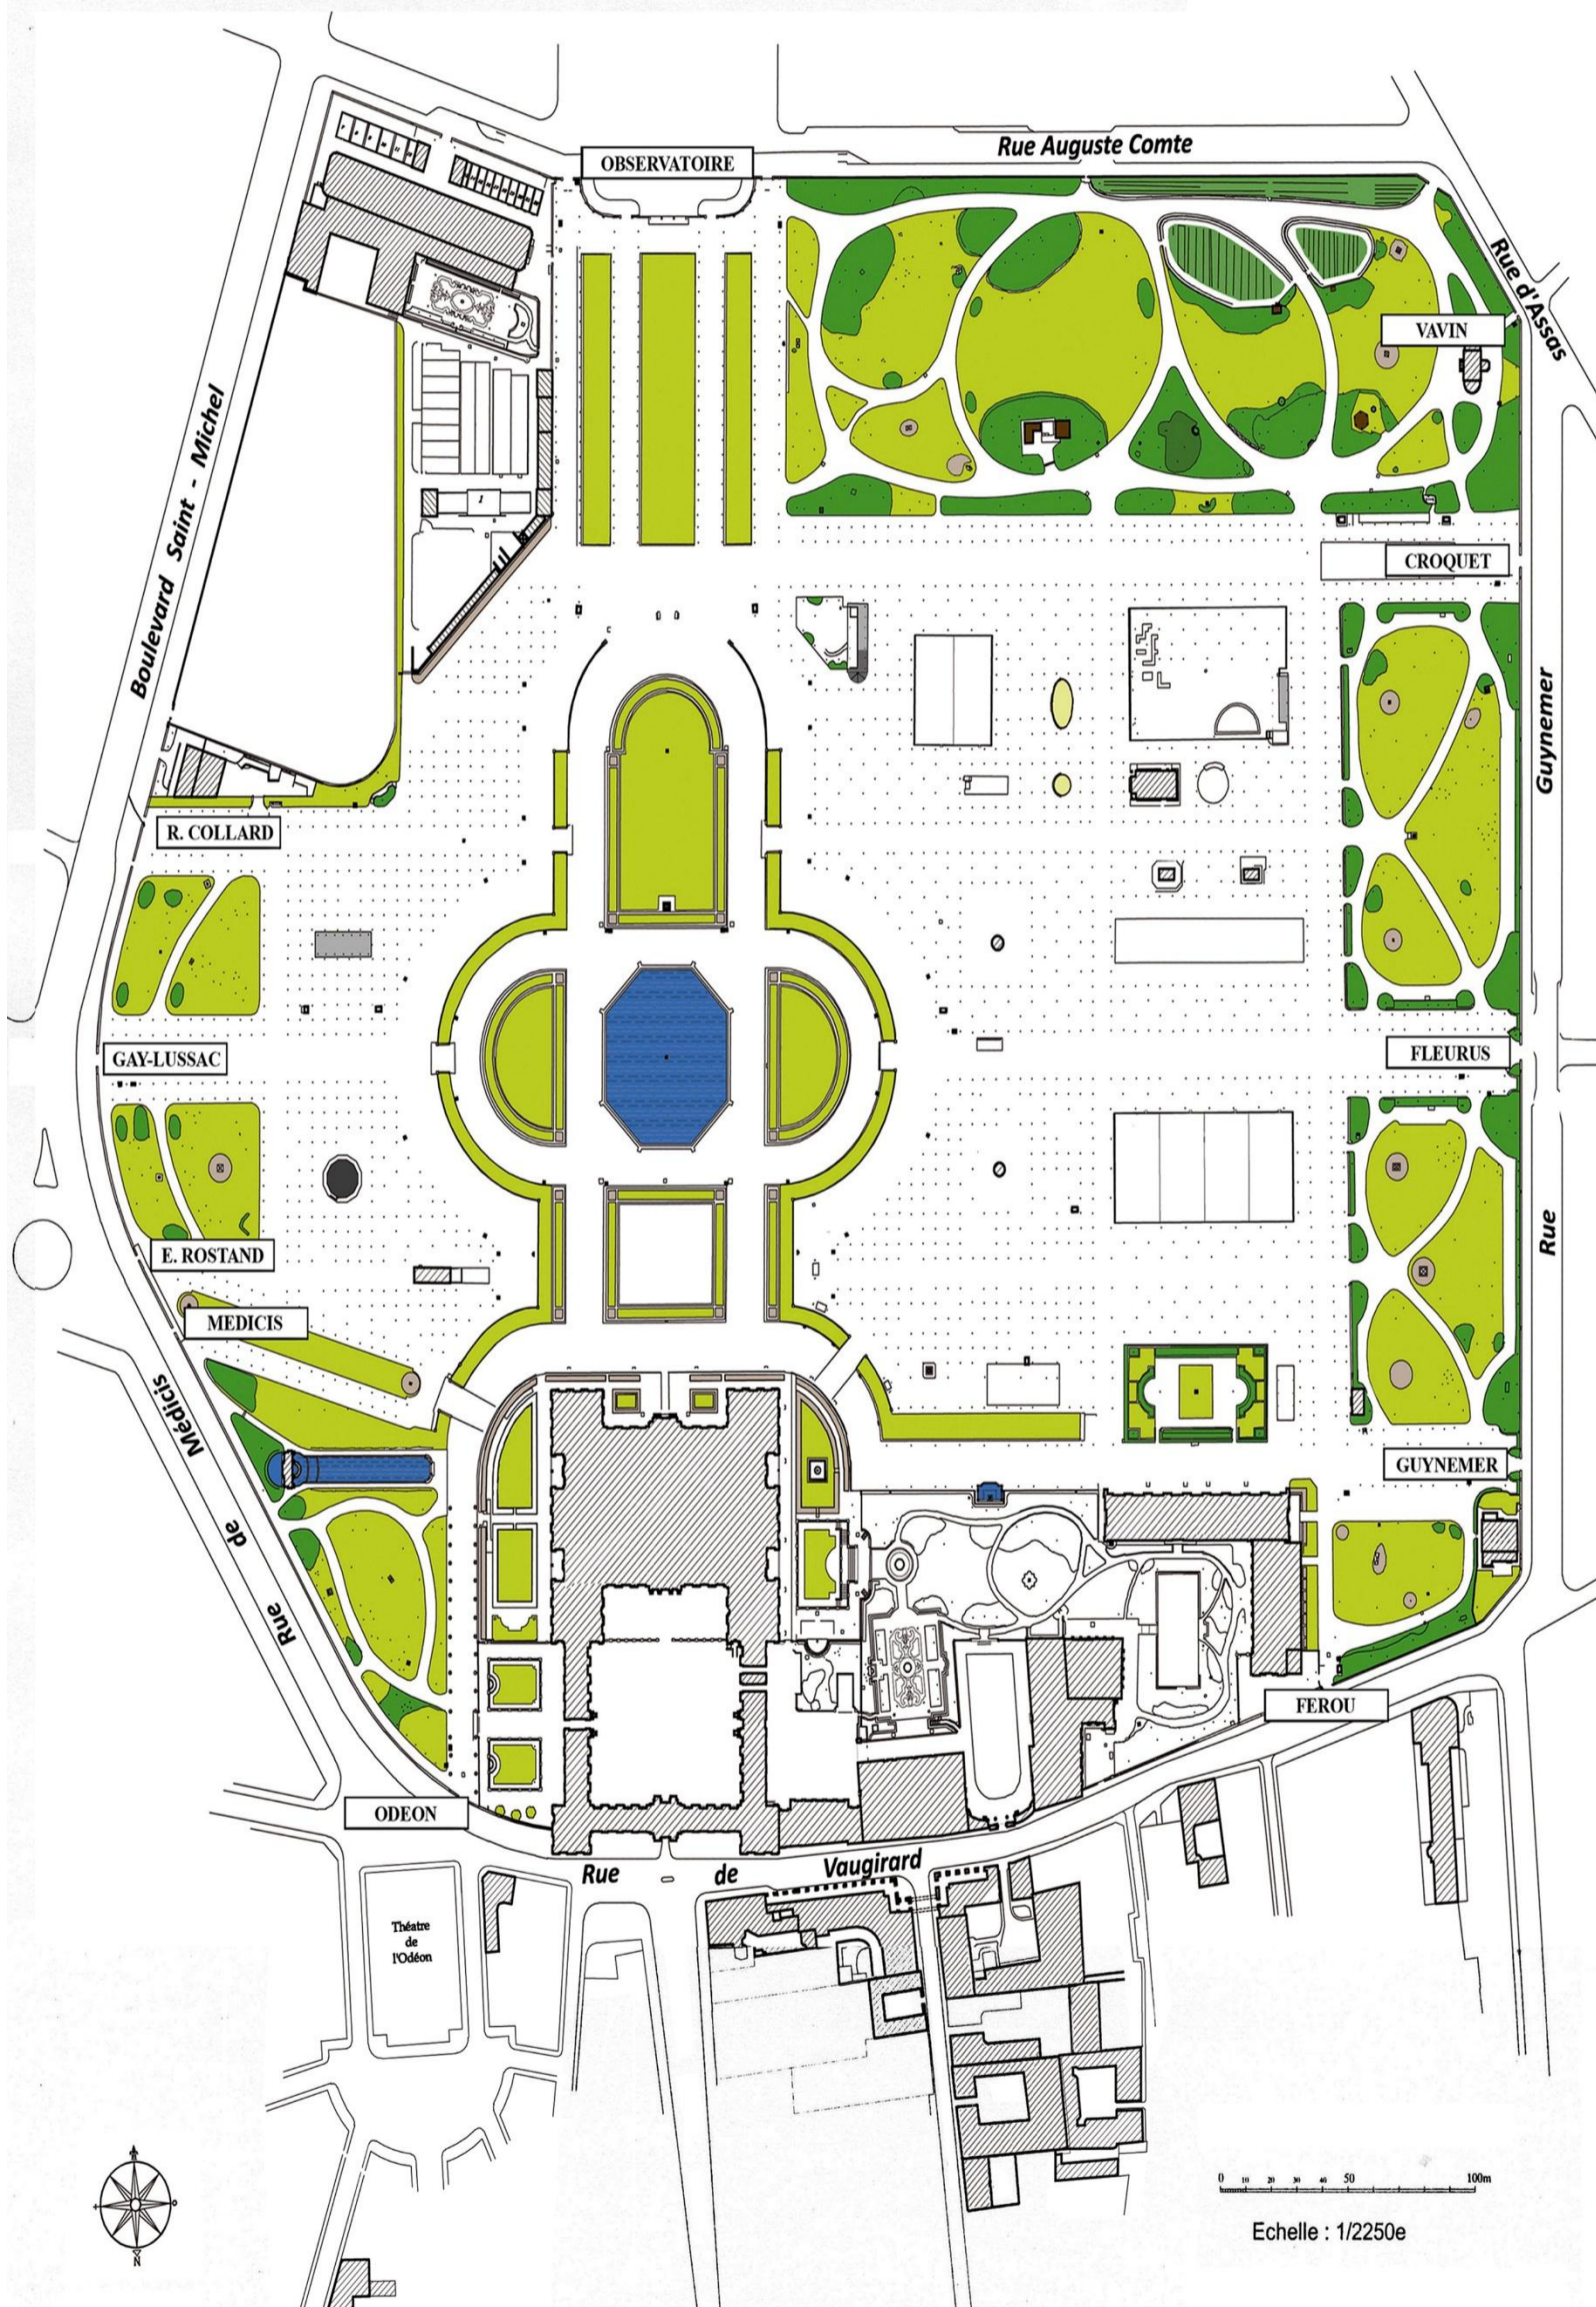 Rue Auguste Comte
OBSERVATOIRE
Rue d'Assas
VAVIN
Boulevard Saint - Michel
1
CROQUET
Guynemer
R. COLLARD
GAY-LUSSAC
FLEURUS
Rue
E. ROSTAND
MEDICIS
Rue de Médicis
GUYNEMER
FEROU
ODEON
Rue de Vaugirard
Théatre
de
l'Odéon
N
0 10 20 30 40 50 100m
Echelle : 1/2250e